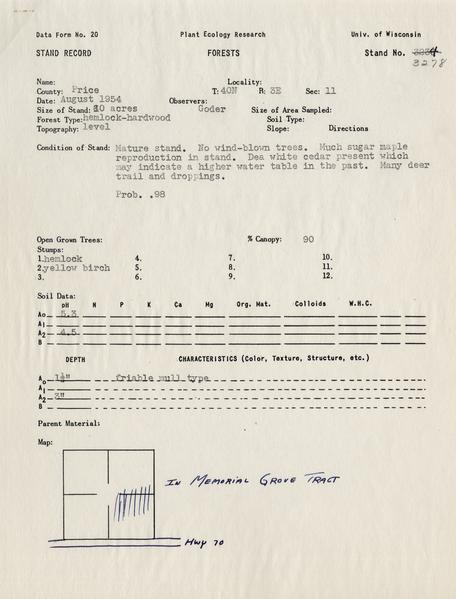 Data Form No. 20 Plant Ecology Research Univ. of Wisconsin
STAND RECORD FORESTS Stand No.
3278
Name: Locality:
County: Price T: 40N R: 3E Sec: 11
Date: August 1954 Observers:
Size of Stand: 20 acres Goder Size of Area Sampled:
Forest Type: hemlock-hardwood Soil Type:
Topography: level Slope: Directions
Condition of Stand: Mature stand. No wind-blown trees. Much sugar maple
reproduction in stand. Dea white cedar present which
may indicate a higher water table in the past. Many deer
trail and droppings.
Prob. .98
Open Grown Trees: % Canopy: 90
Stumps:
1. hemlock 4. 7. 10.
2. yellow birch 5. 8. 11.
3. 6. 9. 12.
Soil Data:
pH N P K Ca Mg Org. Mat. Colloids W.H.C.
A₀ 5.3
A₁
A₂ 4.5
B
DEPTH CHARACTERISTICS (Color, Texture, Structure, etc.)
A₀ 1½" friable mull type
A₁
A₂ 3"
B
Parent Material:
Map:
IN MEMORIAL GROVE TRACT
HWY 70